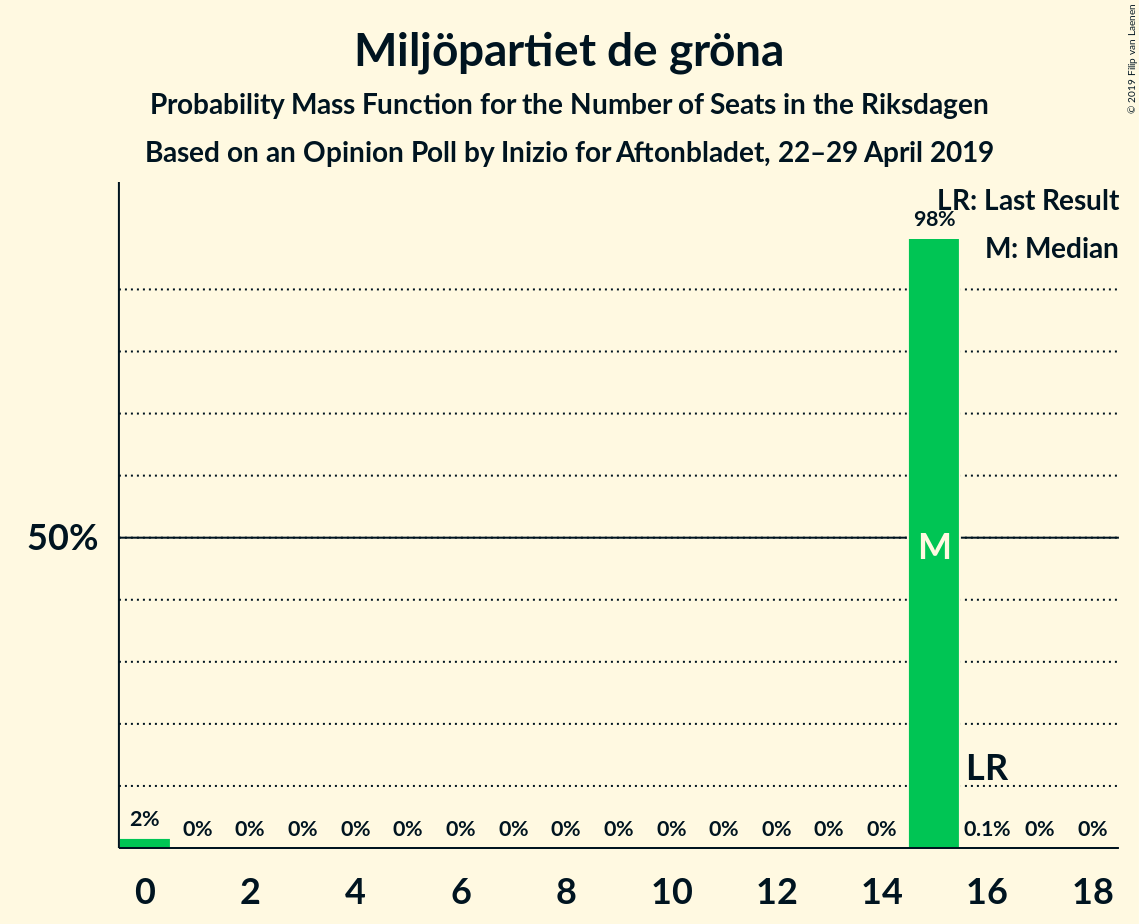 Miljöpartiet de gröna
Probability Mass Function for the Number of Seats in the Riksdagen
Based on an Opinion Poll by Inizio for Aftonbladet, 22–29 April 2019
© 2019 Filip van Laenen
LR: Last Result
98%
M: Median
50%
M
LR
2% 0% 0% 0% 0% 0% 0% 0% 0% 0% 0% 0% 0% 0% 0% 0.1% 0% 0%
0 2 4 6 8 10 12 14 16 18